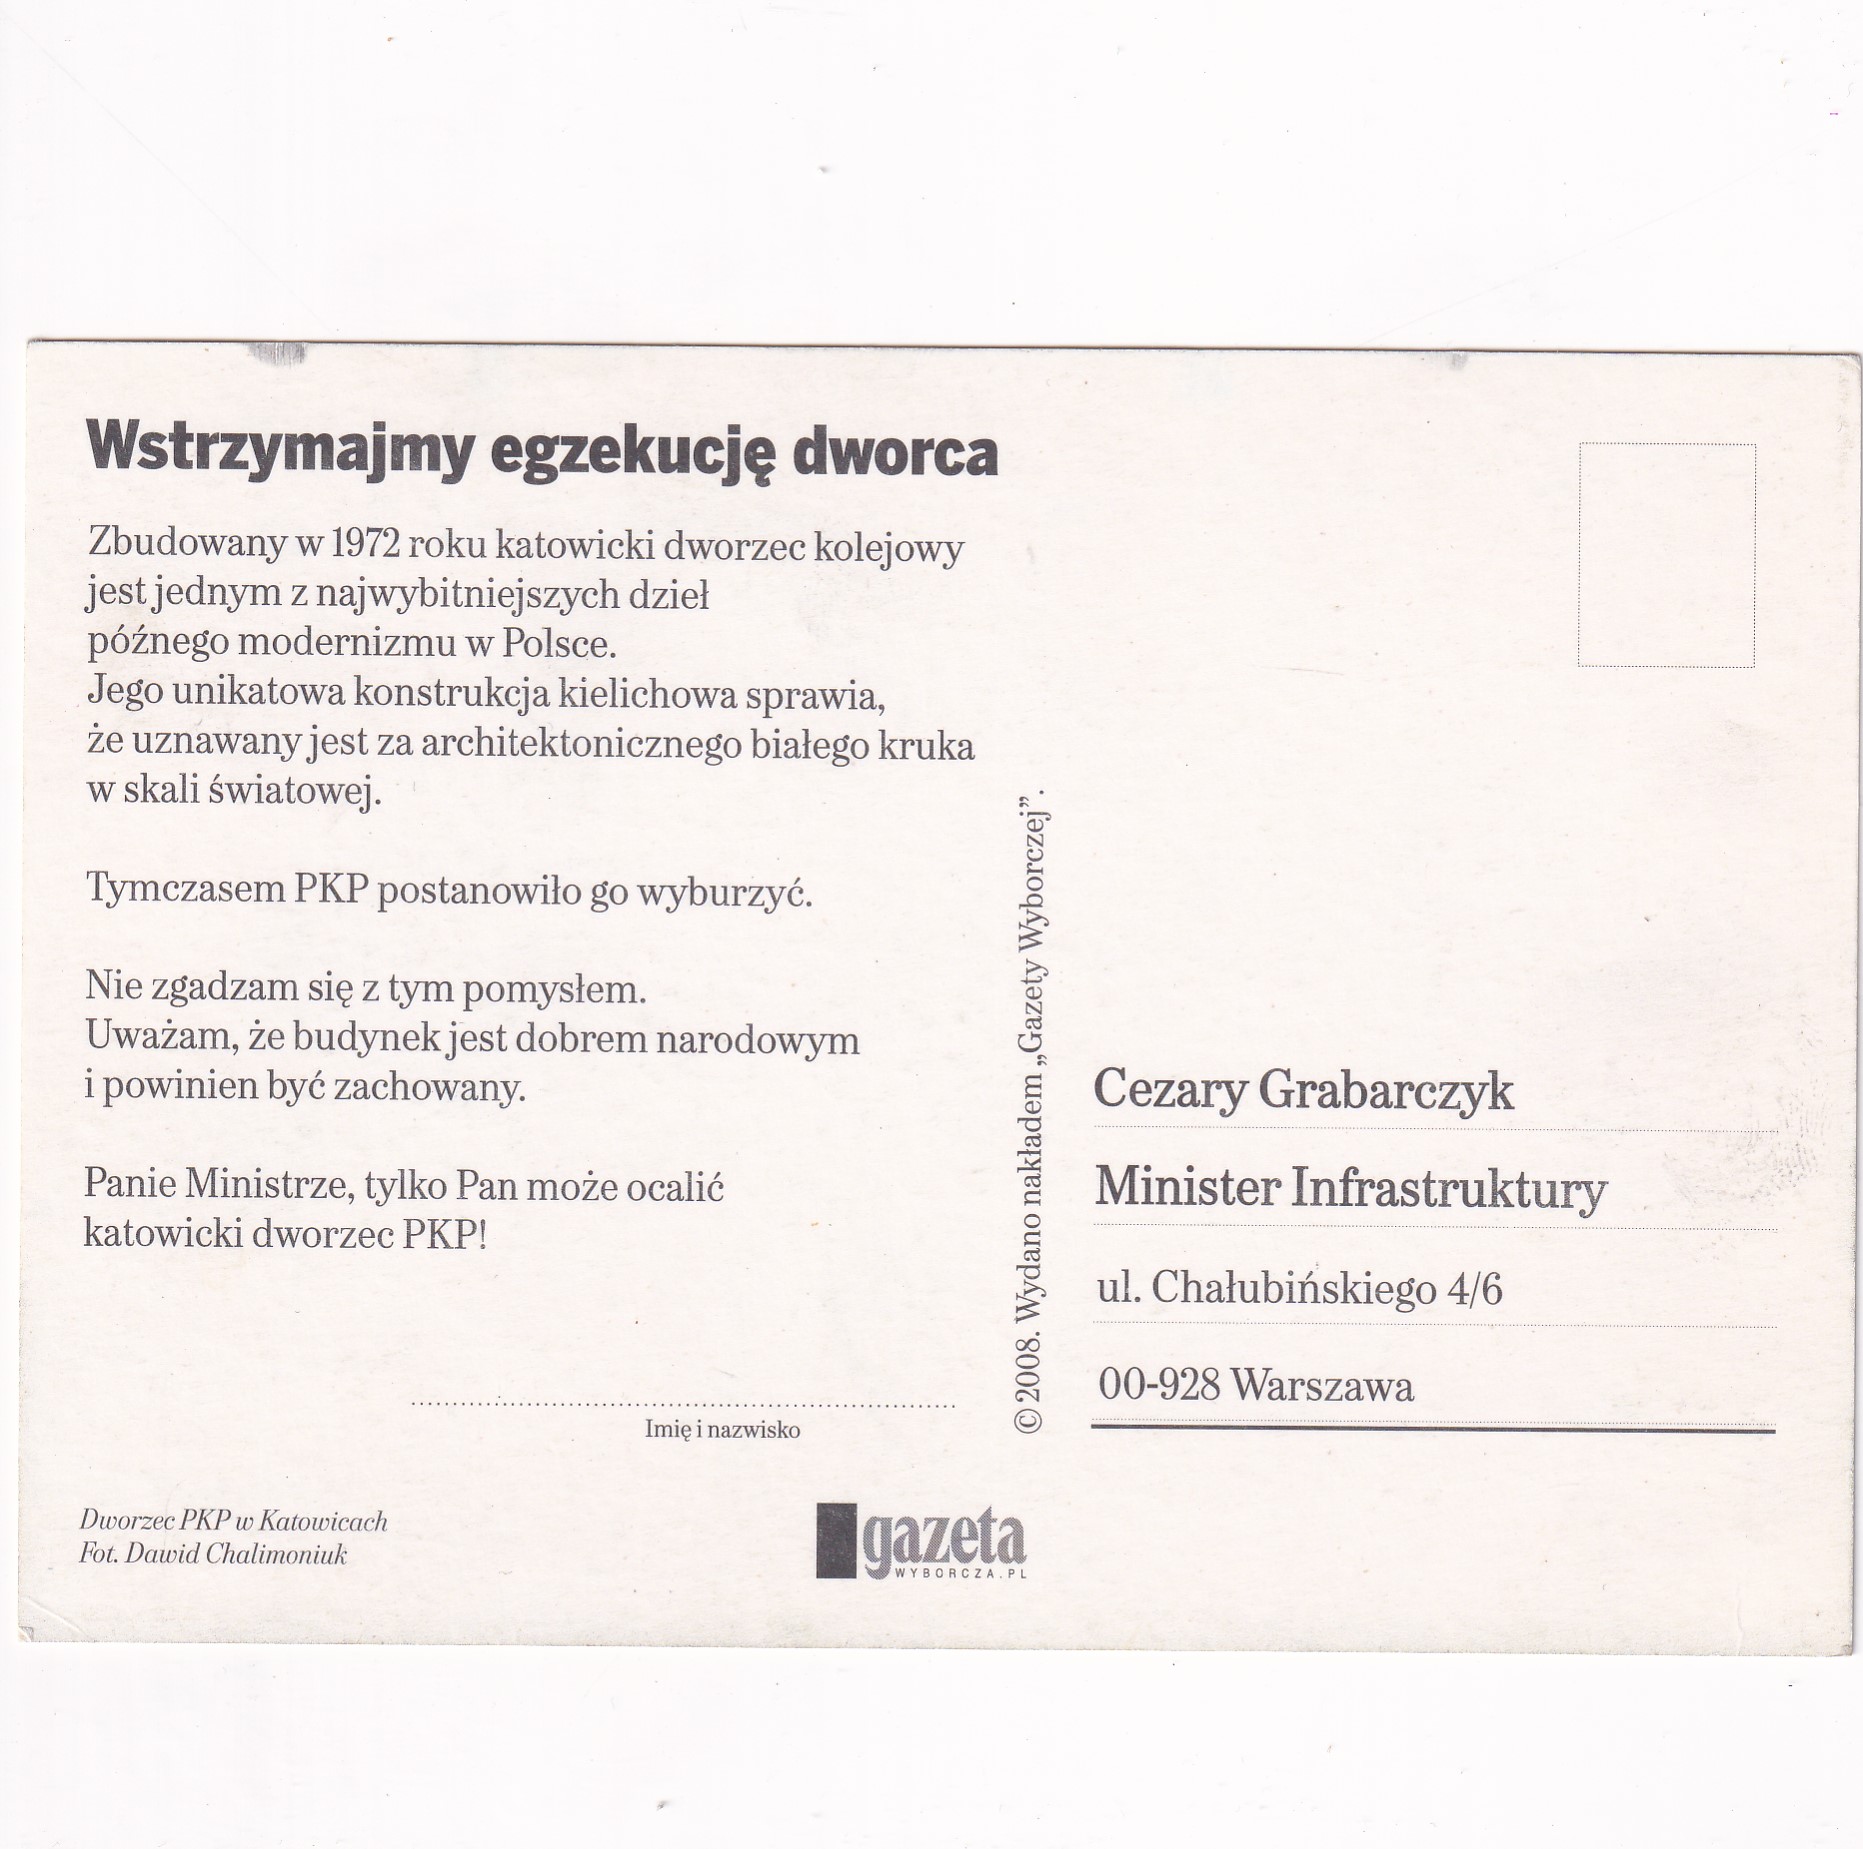 Wstrzymajmy egzekucję dworca
Zbudowany w 1972 roku katowicki dworzec kolejowy
jest jednym z najwybitniejszych dzieł
późnego modernizmu w Polsce.
Jego unikatowa konstrukcja kielichowa sprawia,
że uznawany jest za architektonicznego białego kruka
w skali światowej.
Tymczasem PKP postanowiło go wyburzyć.
Nie zgadzam się z tym pomysłem.
Uważam, że budynek jest dobrem narodowym
i powinien być zachowany.
Panie Ministrze, tylko Pan może ocalić
katowicki dworzec PKP!
Imię i nazwisko
Dworzec PKP w Katowicach
Fot. Dawid Chalimoniuk
gazeta
WYBORCZA.PL
© 2008. Wydano nakładem „Gazety Wyborczej”.
Cezary Grabarczyk
Minister Infrastruktury
ul. Chałubińskiego 4/6
00-928 Warszawa